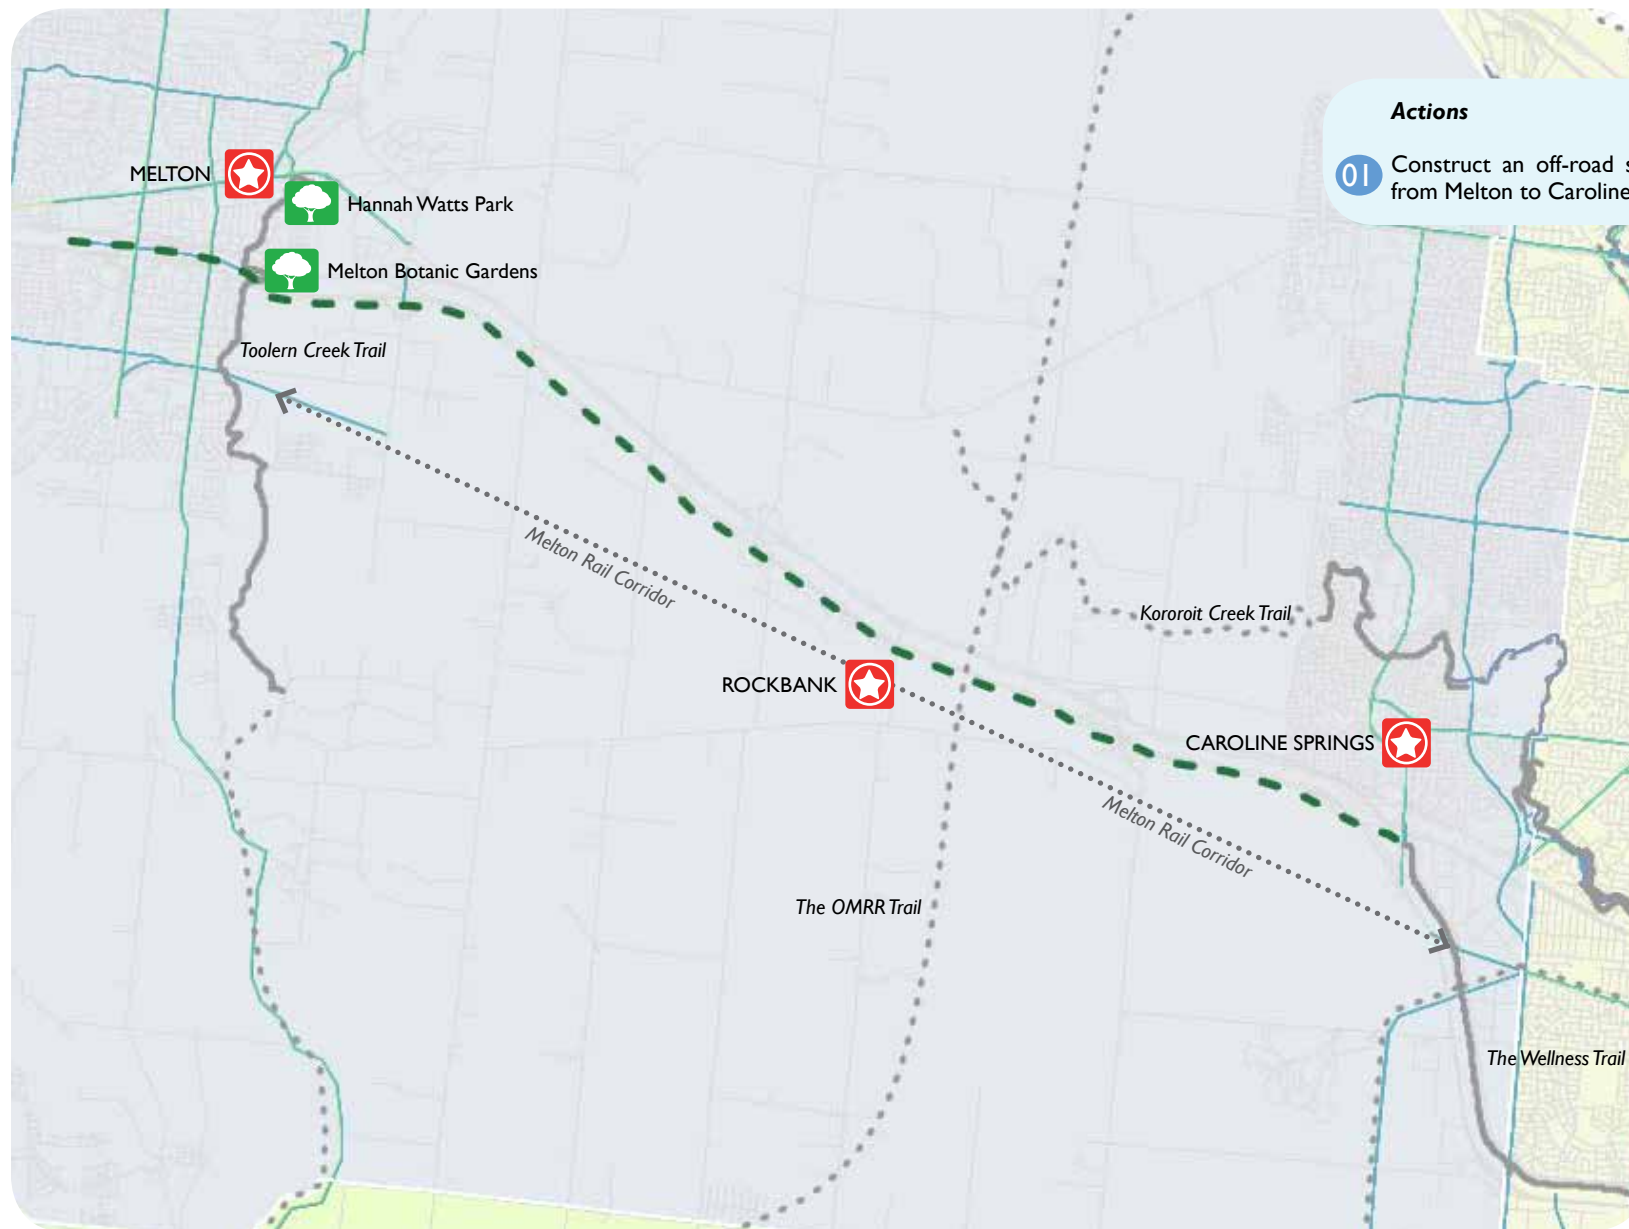 Actions
01 Construct an off-road
from Melton to Caroline
MELTON
Hannah Watts Park
Melton Botanic Gardens
Toolern Creek Trail
Melton Rail Corridor
Kororoit Creek Trail
ROCKBANK
CAROLINE SPRINGS
Melton Rail Corridor
The OMRR Trail
The Wellness Trail